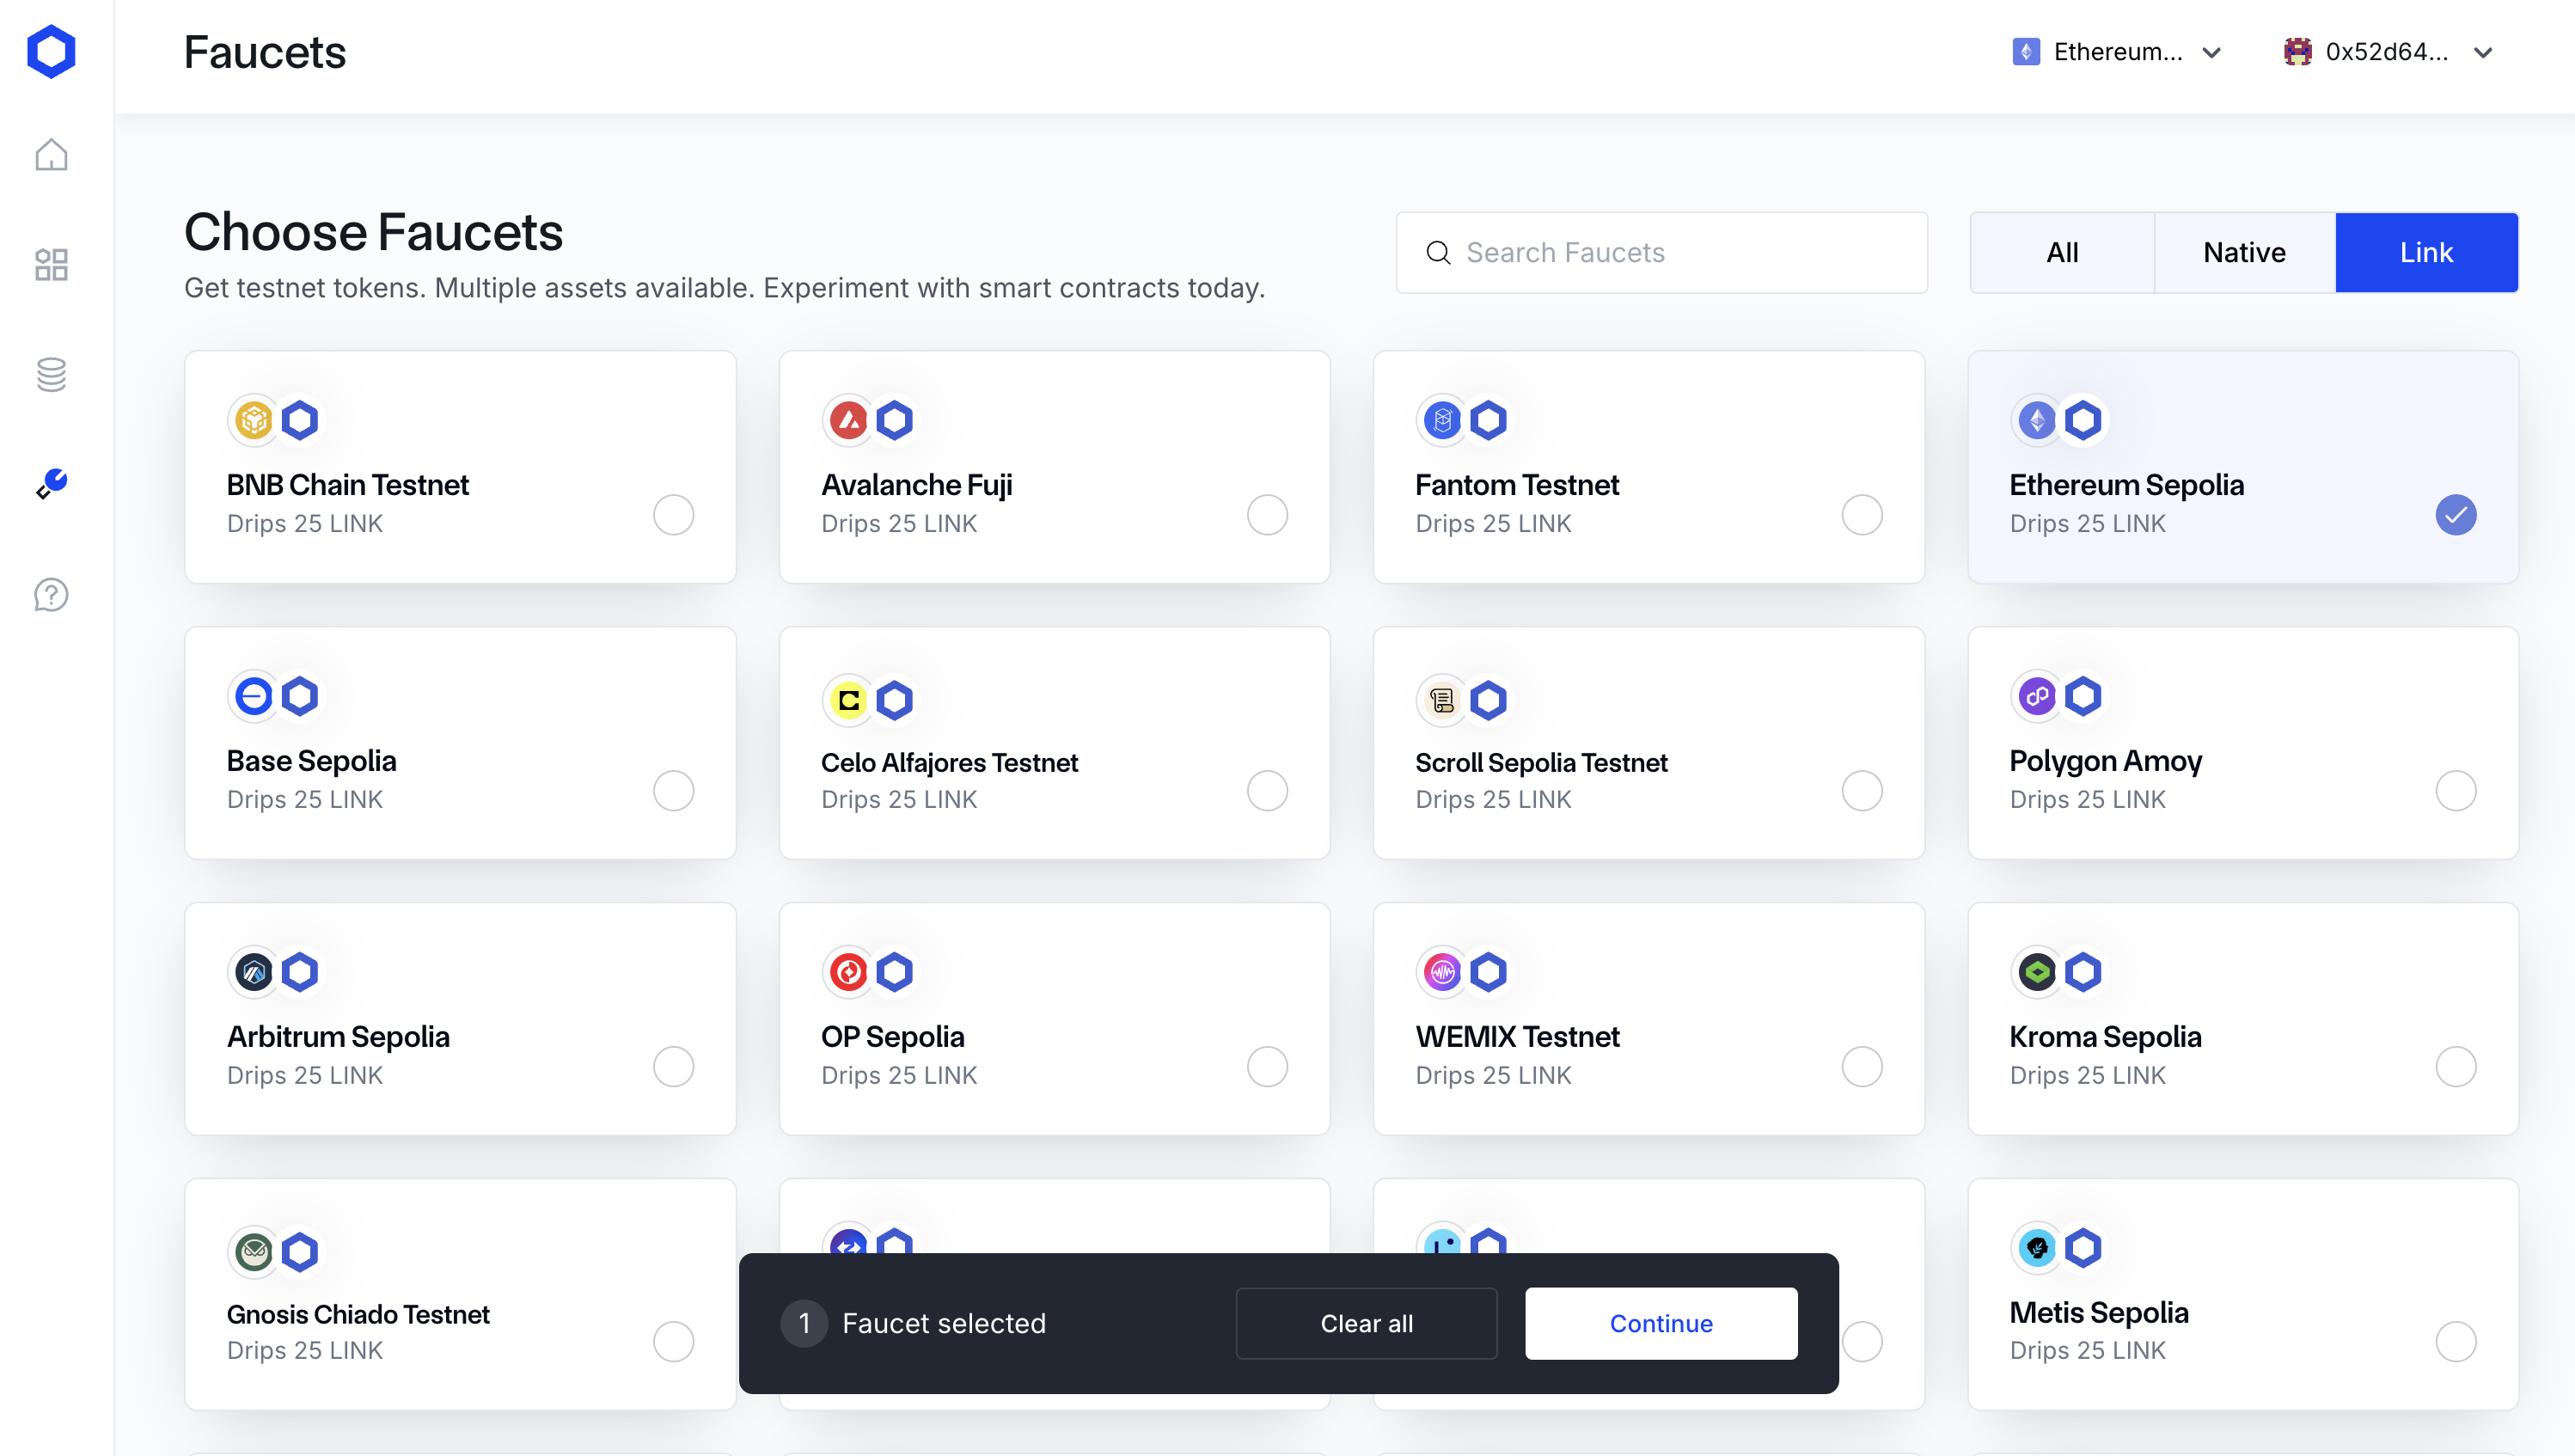 Faucets
Ethereum...
0x52d64...
Choose Faucets
Get testnet tokens. Multiple assets available. Experiment with smart contracts today.
Search Faucets
All
Native
Link
BNB Chain Testnet
Drips 25 LINK
Avalanche Fuji
Drips 25 LINK
Fantom Testnet
Drips 25 LINK
Ethereum Sepolia
Drips 25 LINK
Base Sepolia
Drips 25 LINK
Celo Alfajores Testnet
Drips 25 LINK
Scroll Sepolia Testnet
Drips 25 LINK
Polygon Amoy
Drips 25 LINK
Arbitrum Sepolia
Drips 25 LINK
OP Sepolia
Drips 25 LINK
WEMIX Testnet
Drips 25 LINK
Kroma Sepolia
Drips 25 LINK
Gnosis Chiado Testnet
Drips 25 LINK
Metis Sepolia
Drips 25 LINK
1 Faucet selected
Clear all
Continue